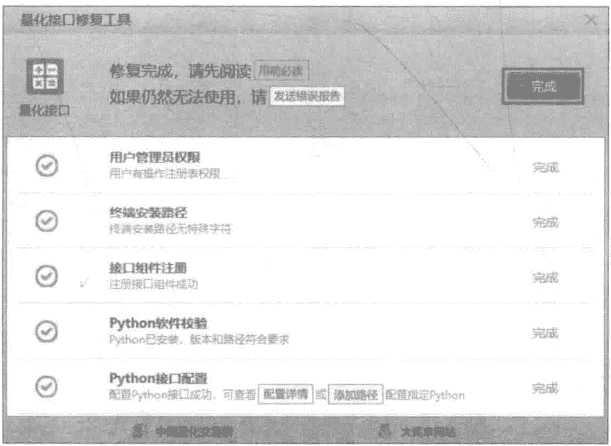 量化接口修复工具
修复完成，请先阅读 用前必读
如果仍然无法使用，请 发送错误报告
完成
量化接口
用户管理员权限
用户有操作注册表权限
完成
终端安装路径
终端安装路径无特殊字符
完成
接口组件注册
注册接口组件成功
完成
Python软件校验
Python已安装，版本和路径符合要求
完成
Python接口配置
配置Python接口成功，可查看 配置详情 或 添加路径 配置指定Python
完成